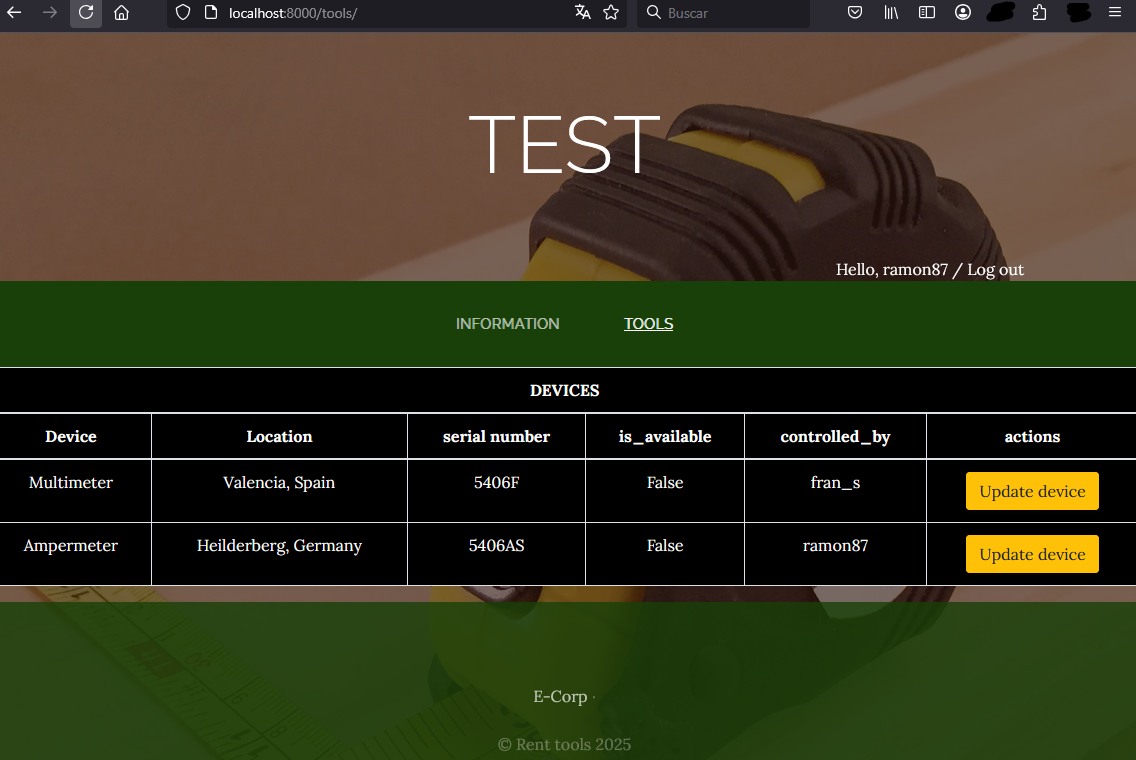 localhost:8000/tools/
Buscar
TEST
Hello, ramon87 / Log out
INFORMATION TOOLS
DEVICES
Device Location serial number is_available controlled_by actions
Multimeter Valencia, Spain 5406F False fran_s Update device
Ampermeter Heilderberg, Germany 5406AS False ramon87 Update device
E-Corp ·
© Rent tools 2025